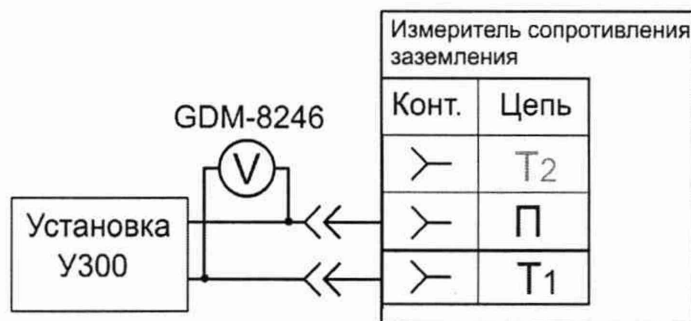 Измеритель сопротивления
заземления
Конт. Цепь
GDM-8246
V
T2
Установка
У300
П
T1